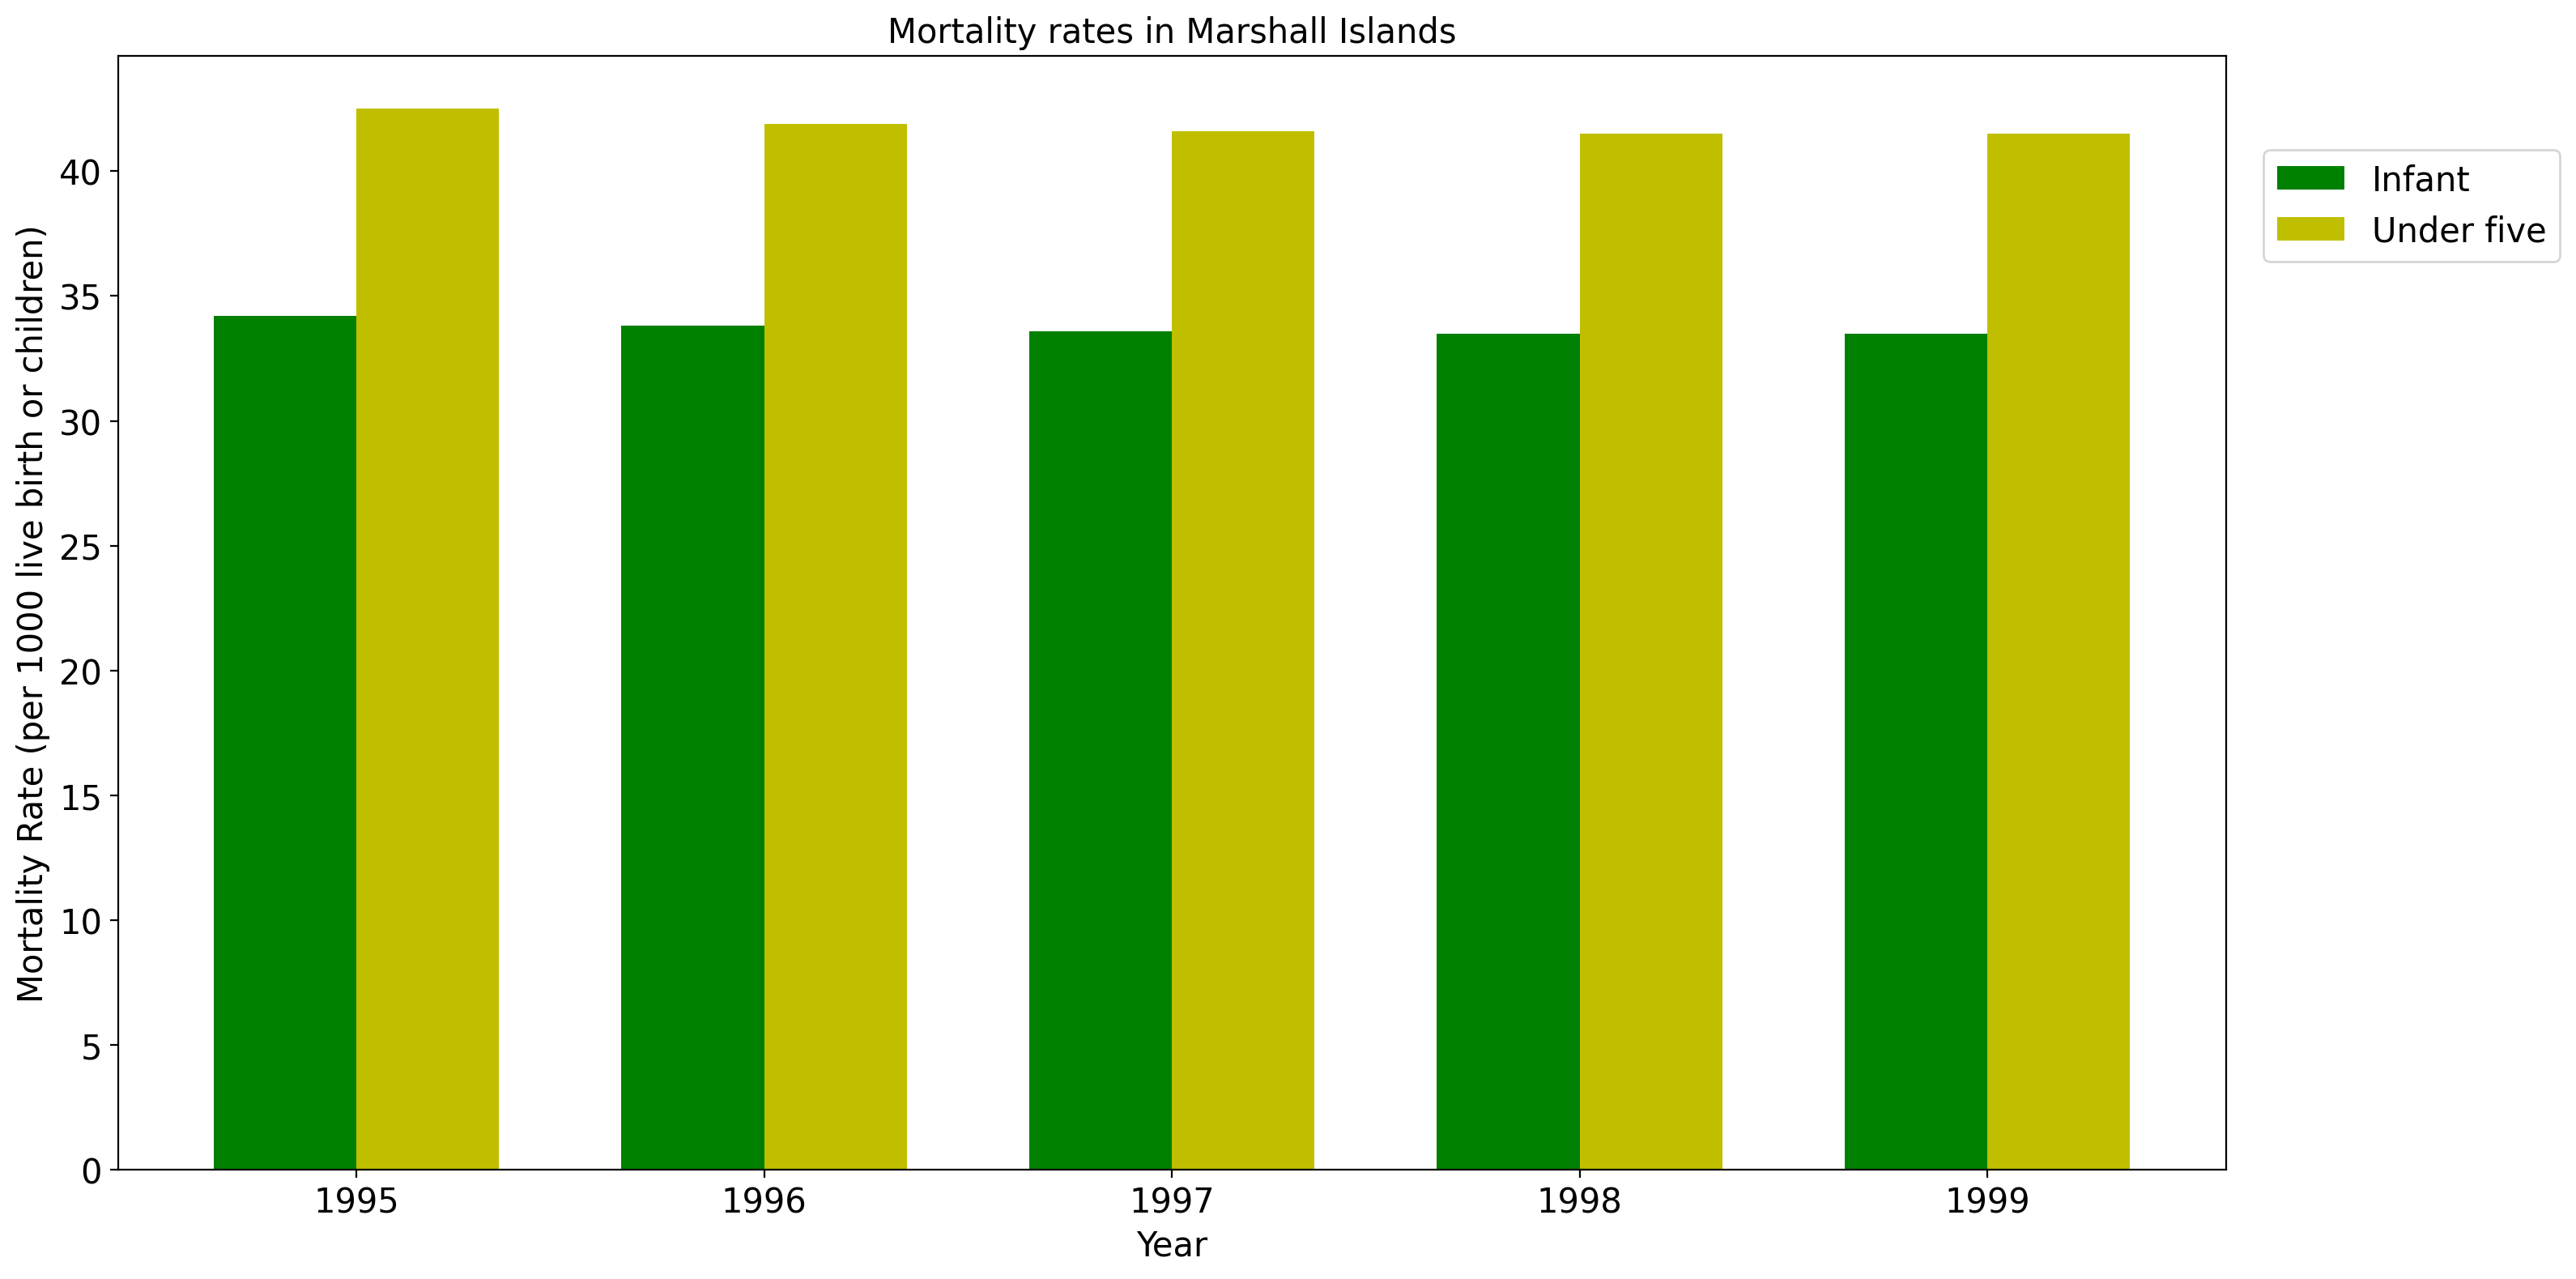 Mortality rates in Marshall Islands
Mortality Rate (per 1000 live birth or children)
40
35
30
25
20
15
10
5
0
1995 1996 1997 1998 1999
Year
Infant
Under five